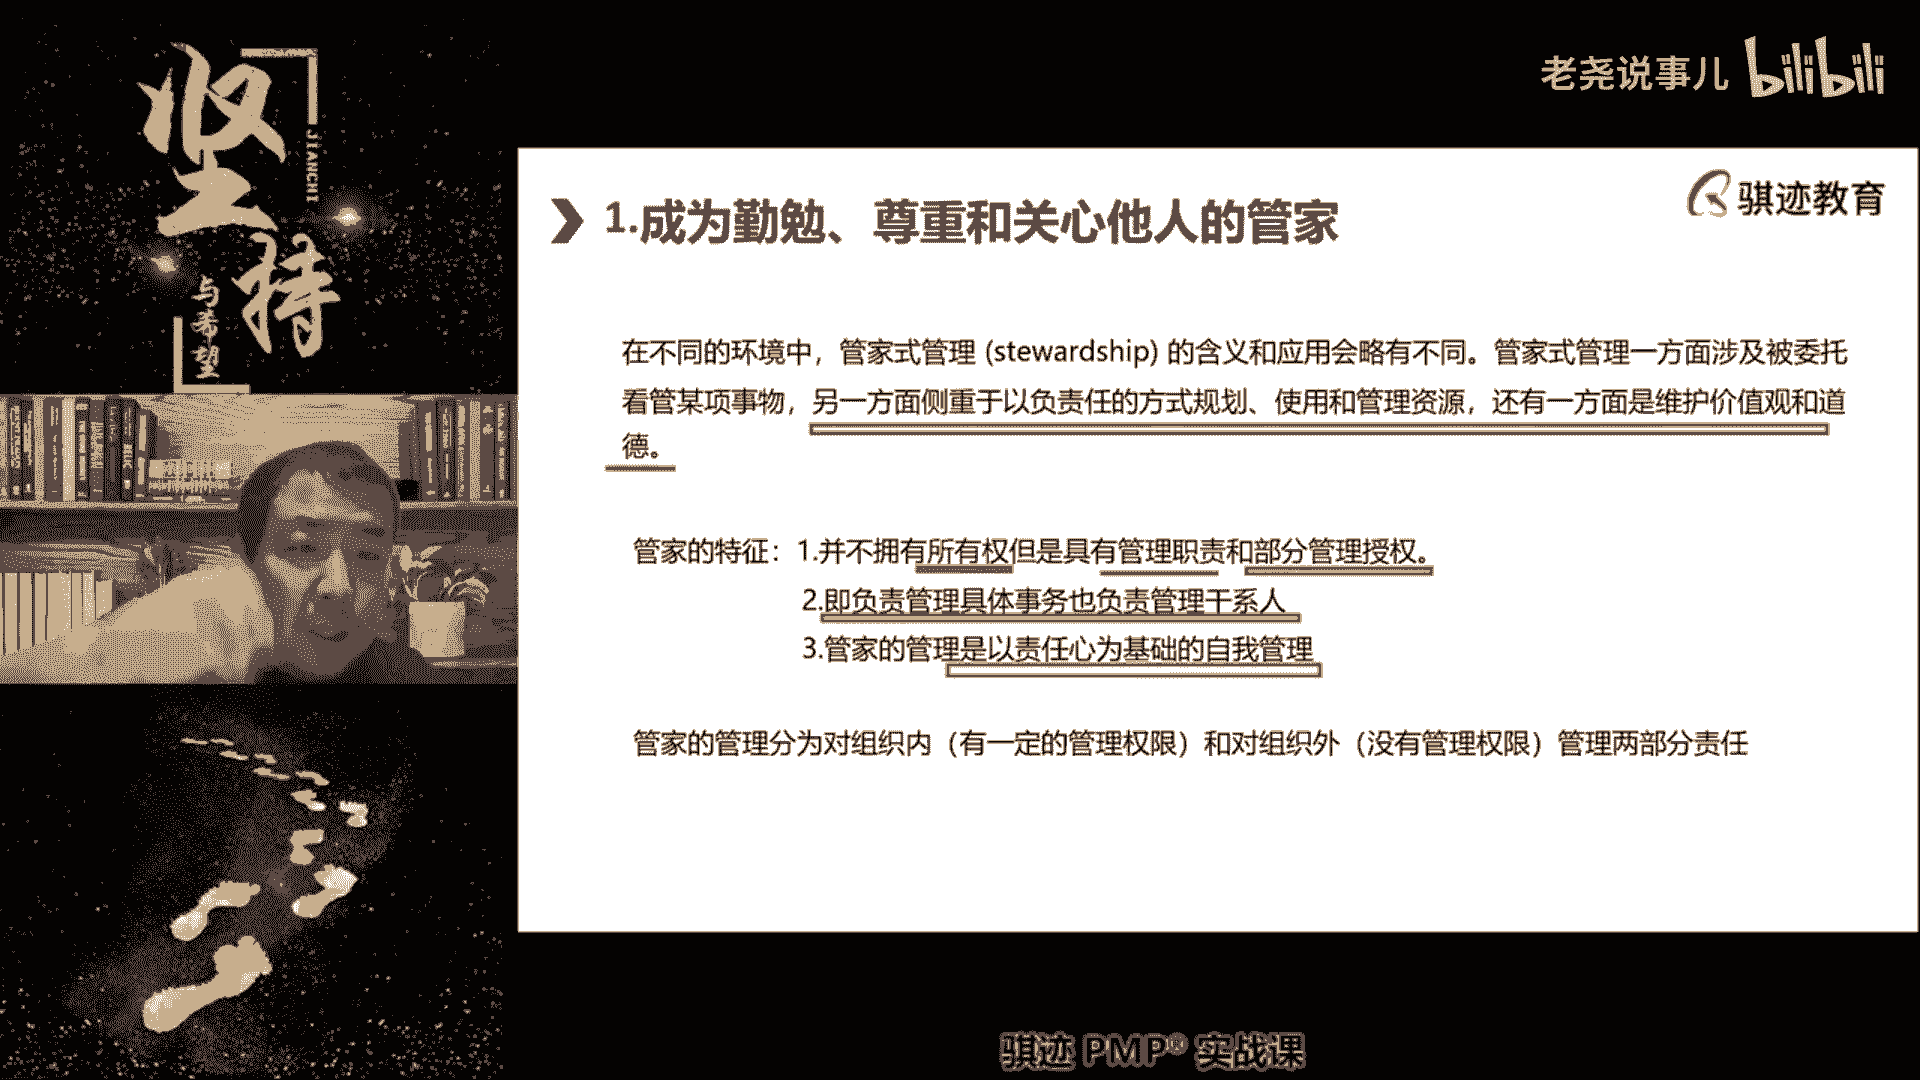 坚持
JIANCHI
与希望
老尧说事儿 bilibili
骐迹教育
1.成为勤勉、尊重和关心他人的管家
在不同的环境中，管家式管理 (stewardship) 的含义和应用会略有不同。管家式管理一方面涉及被委托
看管某项事物，另一方面侧重于以负责任的方式规划、使用和管理资源，还有一方面是维护价值观和道
德。
管家的特征：1.并不拥有所有权但是具有管理职责和部分管理授权。
2.即负责管理具体事务也负责管理干系人
3.管家的管理是以责任心为基础的自我管理
管家的管理分为对组织内（有一定的管理权限）和对组织外（没有管理权限）管理两部分责任
骐迹 PMP® 实战课